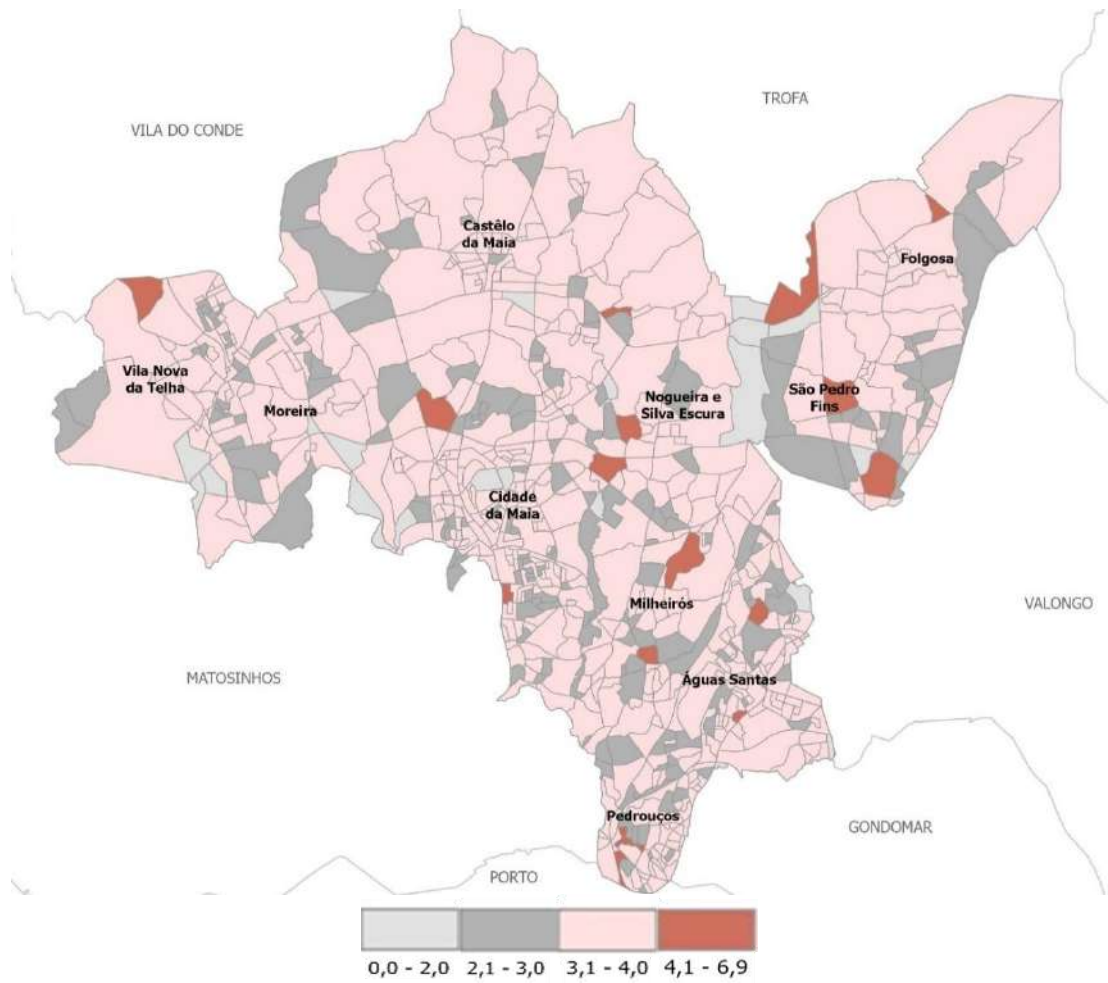 TROFA
VILA DO CONDE
Castêlo
da Maia
Folgosa
Vila Nova
da Telha
Moreira
Nogueira e
Silva Escura
São Pedro
Fins
Cidade
da Maia
Milheirós
VALONGO
MATOSINHOS
Águas Santas
Pedrouços
GONDOMAR
PORTO
0,0 - 2,0 2,1 - 3,0 3,1 - 4,0 4,1 - 6,9